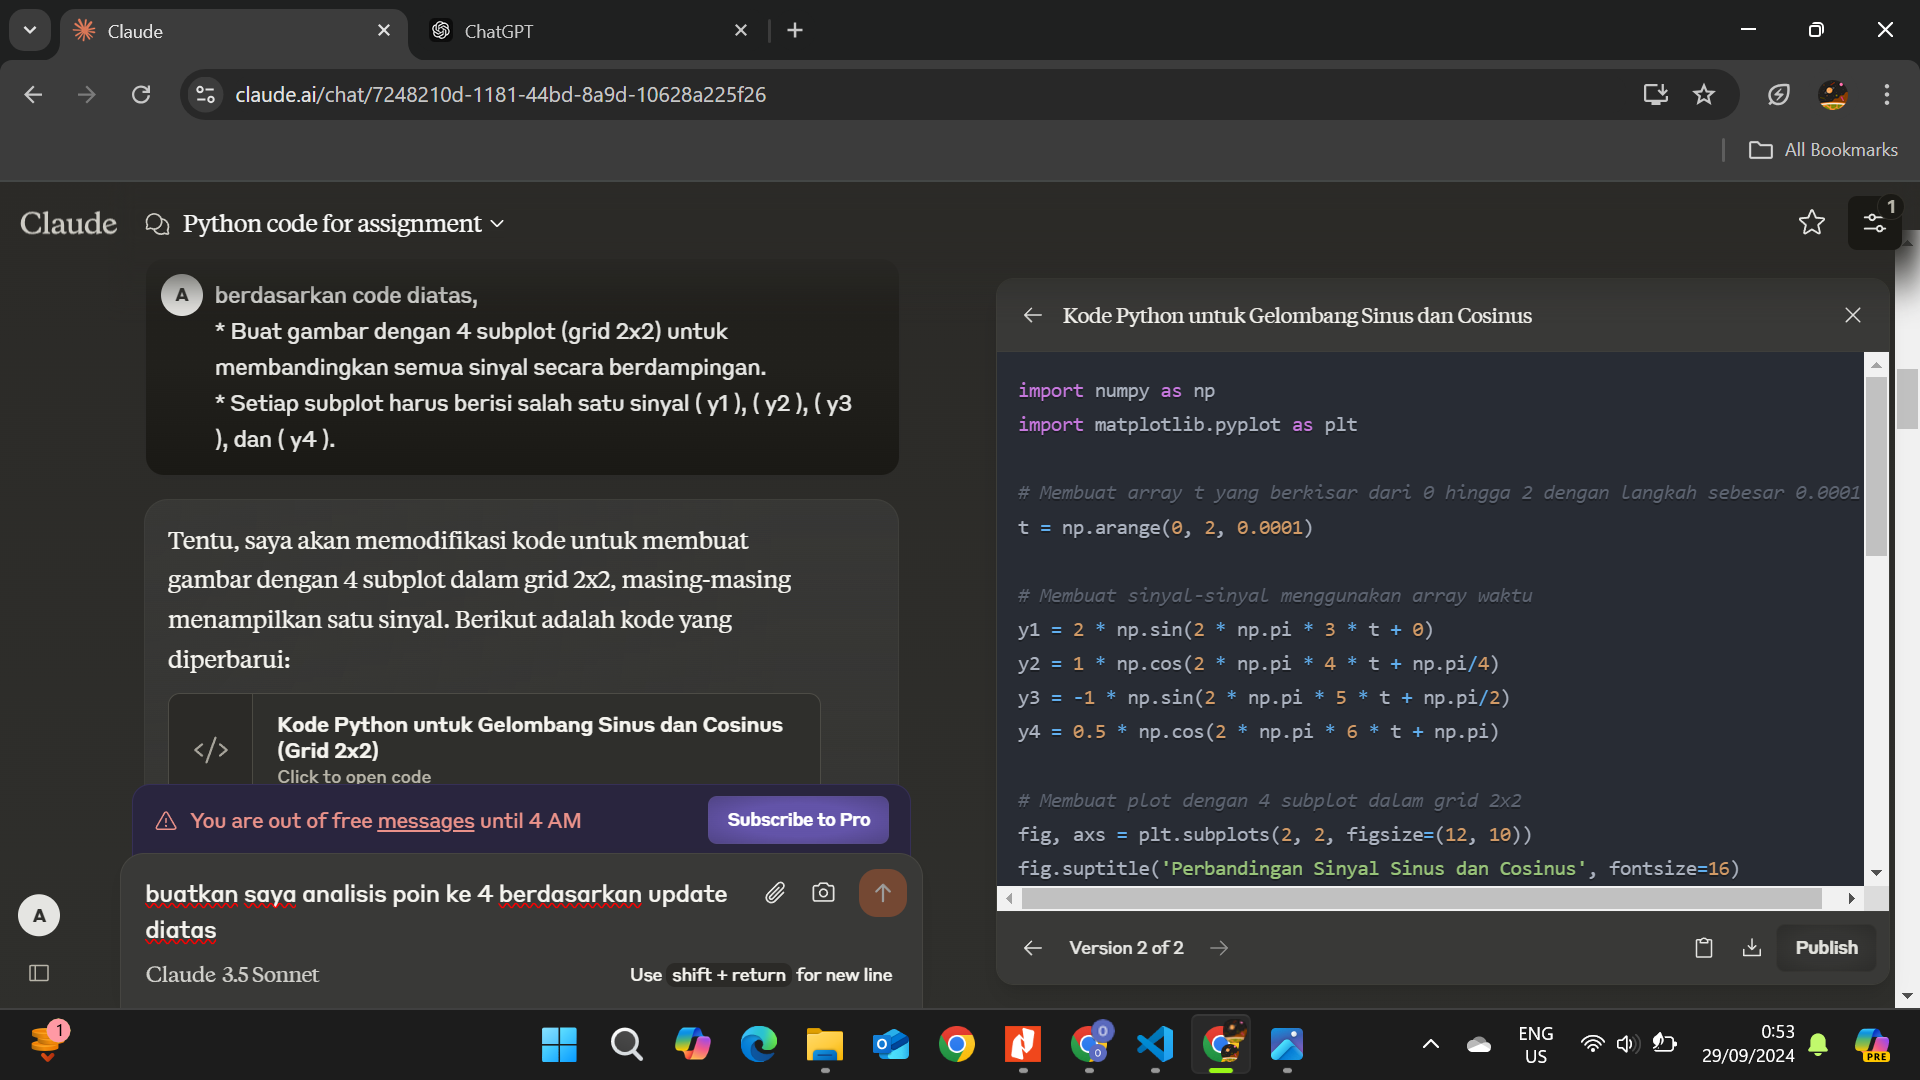 Claude
ChatGPT
claude.ai/chat/7248210d-1181-44bd-8a9d-10628a225f26
All Bookmarks
Claude
Python code for assignment
1
A
berdasarkan code diatas,
* Buat gambar dengan 4 subplot (grid 2x2) untuk
membandingkan semua sinyal secara berdampingan.
* Setiap subplot harus berisi salah satu sinyal ( y1 ), ( y2 ), ( y3
), dan ( y4 ).
Tentu, saya akan memodifikasi kode untuk membuat
gambar dengan 4 subplot dalam grid 2x2, masing-masing
menampilkan satu sinyal. Berikut adalah kode yang
diperbarui:
</>
Kode Python untuk Gelombang Sinus dan Cosinus
(Grid 2x2)
Click to open code
You are out of free messages until 4 AM
Subscribe to Pro
buatkan saya analisis poin ke 4 berdasarkan update
diatas
Claude 3.5 Sonnet
Use shift + return for new line
A
Kode Python untuk Gelombang Sinus dan Cosinus
import numpy as np
import matplotlib.pyplot as plt
# Membuat array t yang berkisar dari 0 hingga 2 dengan langkah sebesar 0.0001
t = np.arange(0, 2, 0.0001)
# Membuat sinyal-sinyal menggunakan array waktu
y1 = 2 * np.sin(2 * np.pi * 3 * t + 0)
y2 = 1 * np.cos(2 * np.pi * 4 * t + np.pi/4)
y3 = -1 * np.sin(2 * np.pi * 5 * t + np.pi/2)
y4 = 0.5 * np.cos(2 * np.pi * 6 * t + np.pi)
# Membuat plot dengan 4 subplot dalam grid 2x2
fig, axs = plt.subplots(2, 2, figsize=(12, 10))
fig.suptitle('Perbandingan Sinyal Sinus dan Cosinus', fontsize=16)
Version 2 of 2
Publish
1
0
0
ENG
US
0:53
29/09/2024
PRE